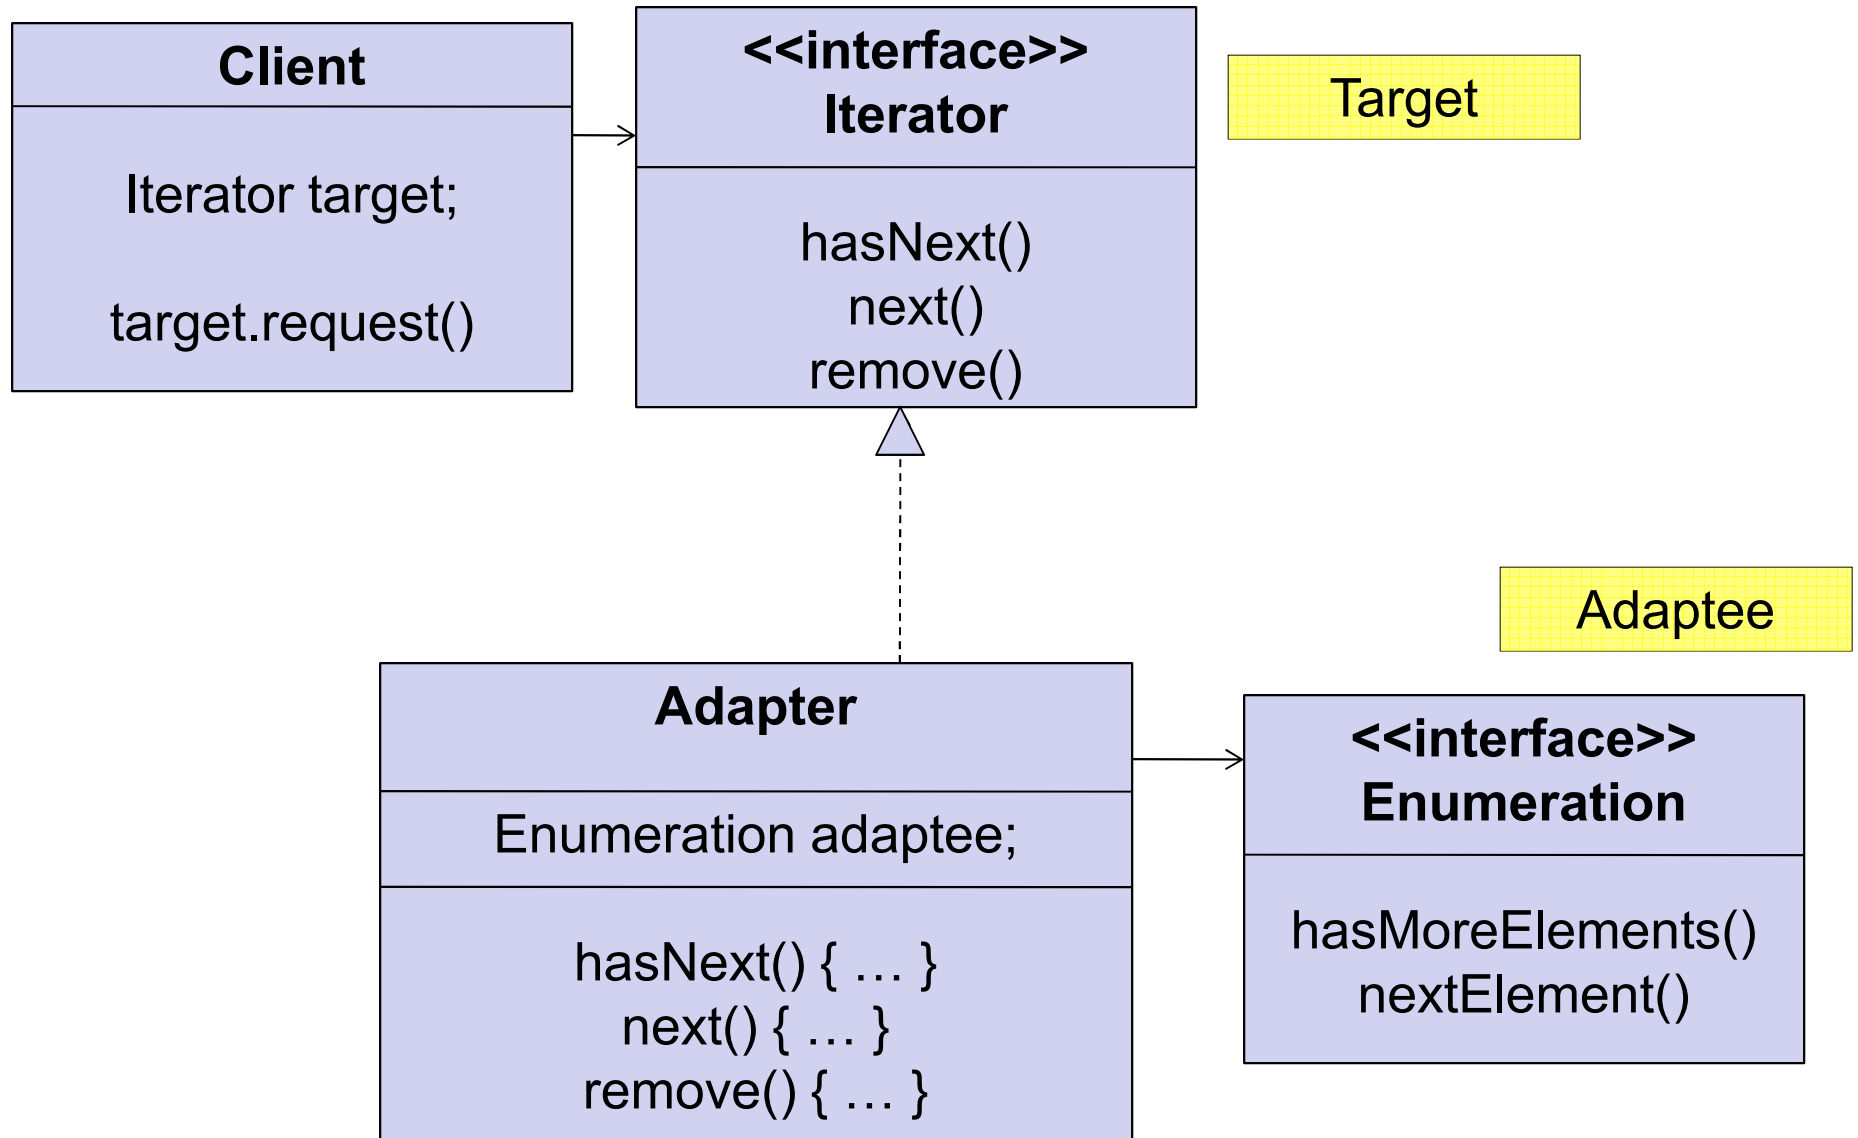 Client
Iterator target;
target.request()
<<interface>>
Iterator
hasNext()
next()
remove()
Target
Adapter
Enumeration adaptee;
hasNext() { … }
next() { … }
remove() { … }
Adaptee
<<interface>>
Enumeration
hasMoreElements()
nextElement()